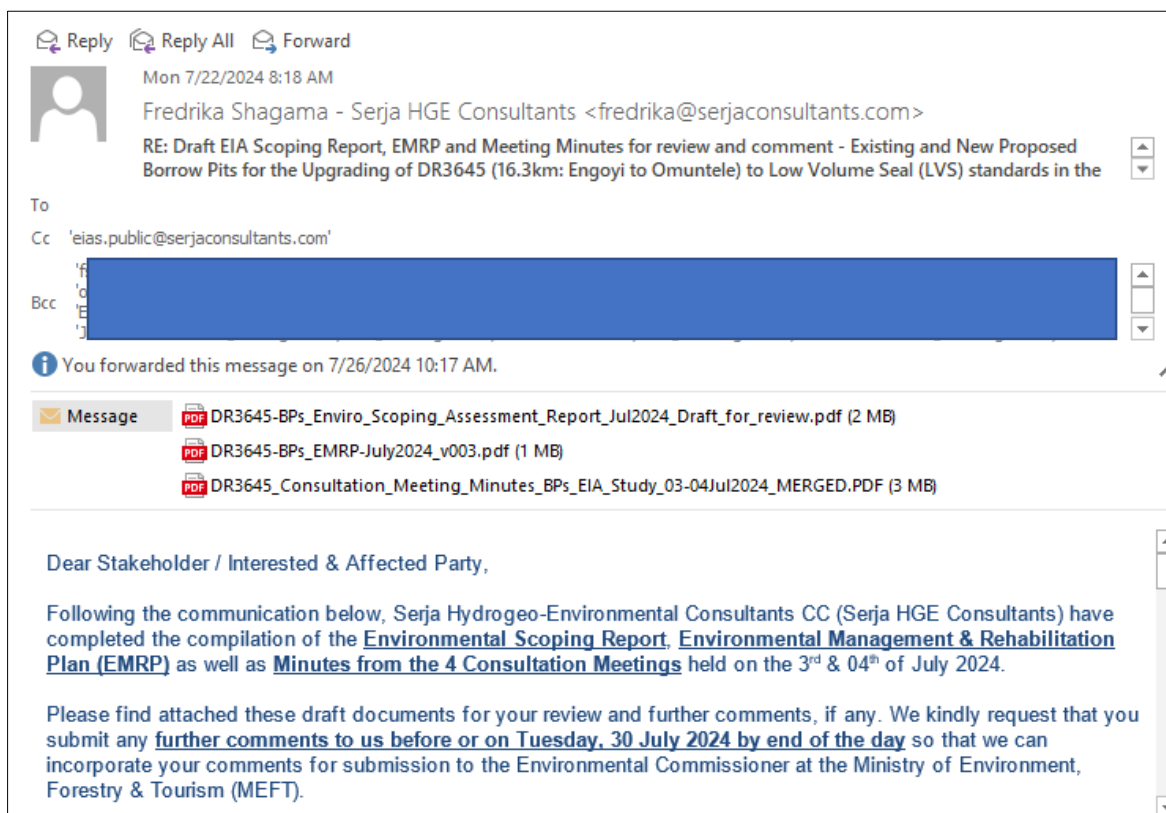 Reply Reply All Forward
Mon 7/22/2024 8:18 AM
Fredrika Shagama - Serja HGE Consultants <fredrika@serjaconsultants.com>
RE: Draft EIA Scoping Report, EMRP and Meeting Minutes for review and comment - Existing and New Proposed
Borrow Pits for the Upgrading of DR3645 (16.3km: Engoyi to Omuntele) to Low Volume Seal (LVS) standards in the
To
Cc 'eias.public@serjaconsultants.com'
Bcc
You forwarded this message on 7/26/2024 10:17 AM.
Message
DR3645-BPs_Enviro_Scoping_Assessment_Report_Jul2024_Draft_for_review.pdf (2 MB)
DR3645-BPs_EMRP-July2024_v003.pdf (1 MB)
DR3645_Consultation_Meeting_Minutes_BPs_EIA_Study_03-04Jul2024_MERGED.PDF (3 MB)
Dear Stakeholder / Interested & Affected Party,
Following the communication below, Serja Hydrogeo-Environmental Consultants CC (Serja HGE Consultants) have
completed the compilation of the Environmental Scoping Report, Environmental Management & Rehabilitation
Plan (EMRP) as well as Minutes from the 4 Consultation Meetings held on the 3rd & 04th of July 2024.
Please find attached these draft documents for your review and further comments, if any. We kindly request that you
submit any further comments to us before or on Tuesday, 30 July 2024 by end of the day so that we can
incorporate your comments for submission to the Environmental Commissioner at the Ministry of Environment,
Forestry & Tourism (MEFT).